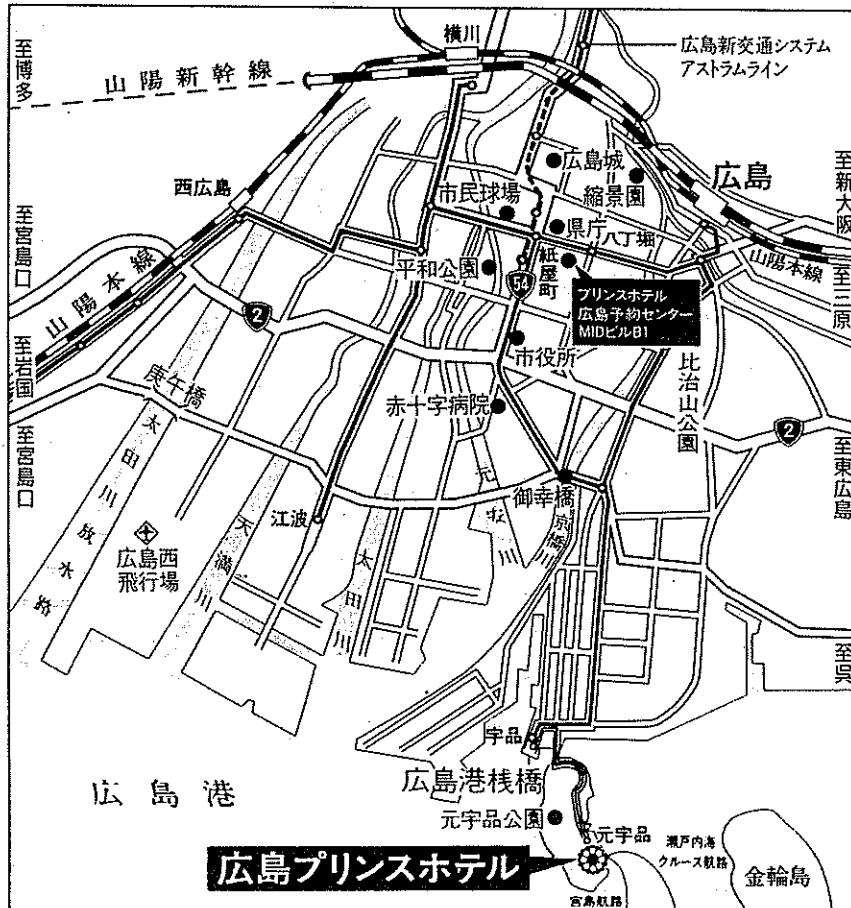 横川
広島新交通システム
アストラムライン
至博多
山陽新幹線
広島城
広島
縮景園
至新大阪
西広島
市民球場
県庁
八丁堀
至宮島口
山陽本線
平和公園
紙屋町
54
山陽本線
至三原
プリンスホテル
広島予約センター
MIDビルB1
2
市役所
比治山公園
至岩国
庚午橋
赤十字病院
2
至宮島口
太田川放水路
元安川
至東広島
御幸橋
京橋川
江波
広島西
飛行場
天満川
太田川
至呉
宇品
広島港
広島港桟橋
元宇品公園
元宇品
瀬戸内海
クルーズ航路
広島プリンスホテル
金輪島
宮島航路